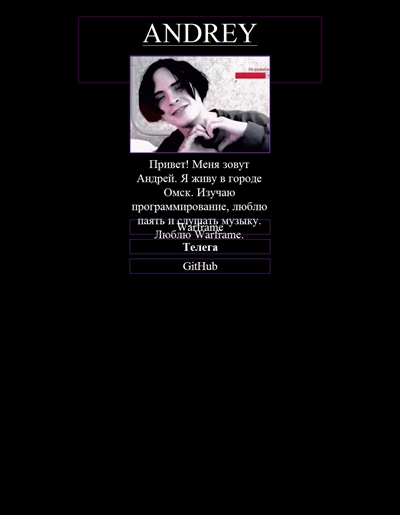 ANDREY
Привет! Меня зовут
Андрей. Я живу в городе
Омск. Изучаю
программирование, люблю
паять и слушать музыку.
Warframe
Люблю Warframe.
Телега
GitHub